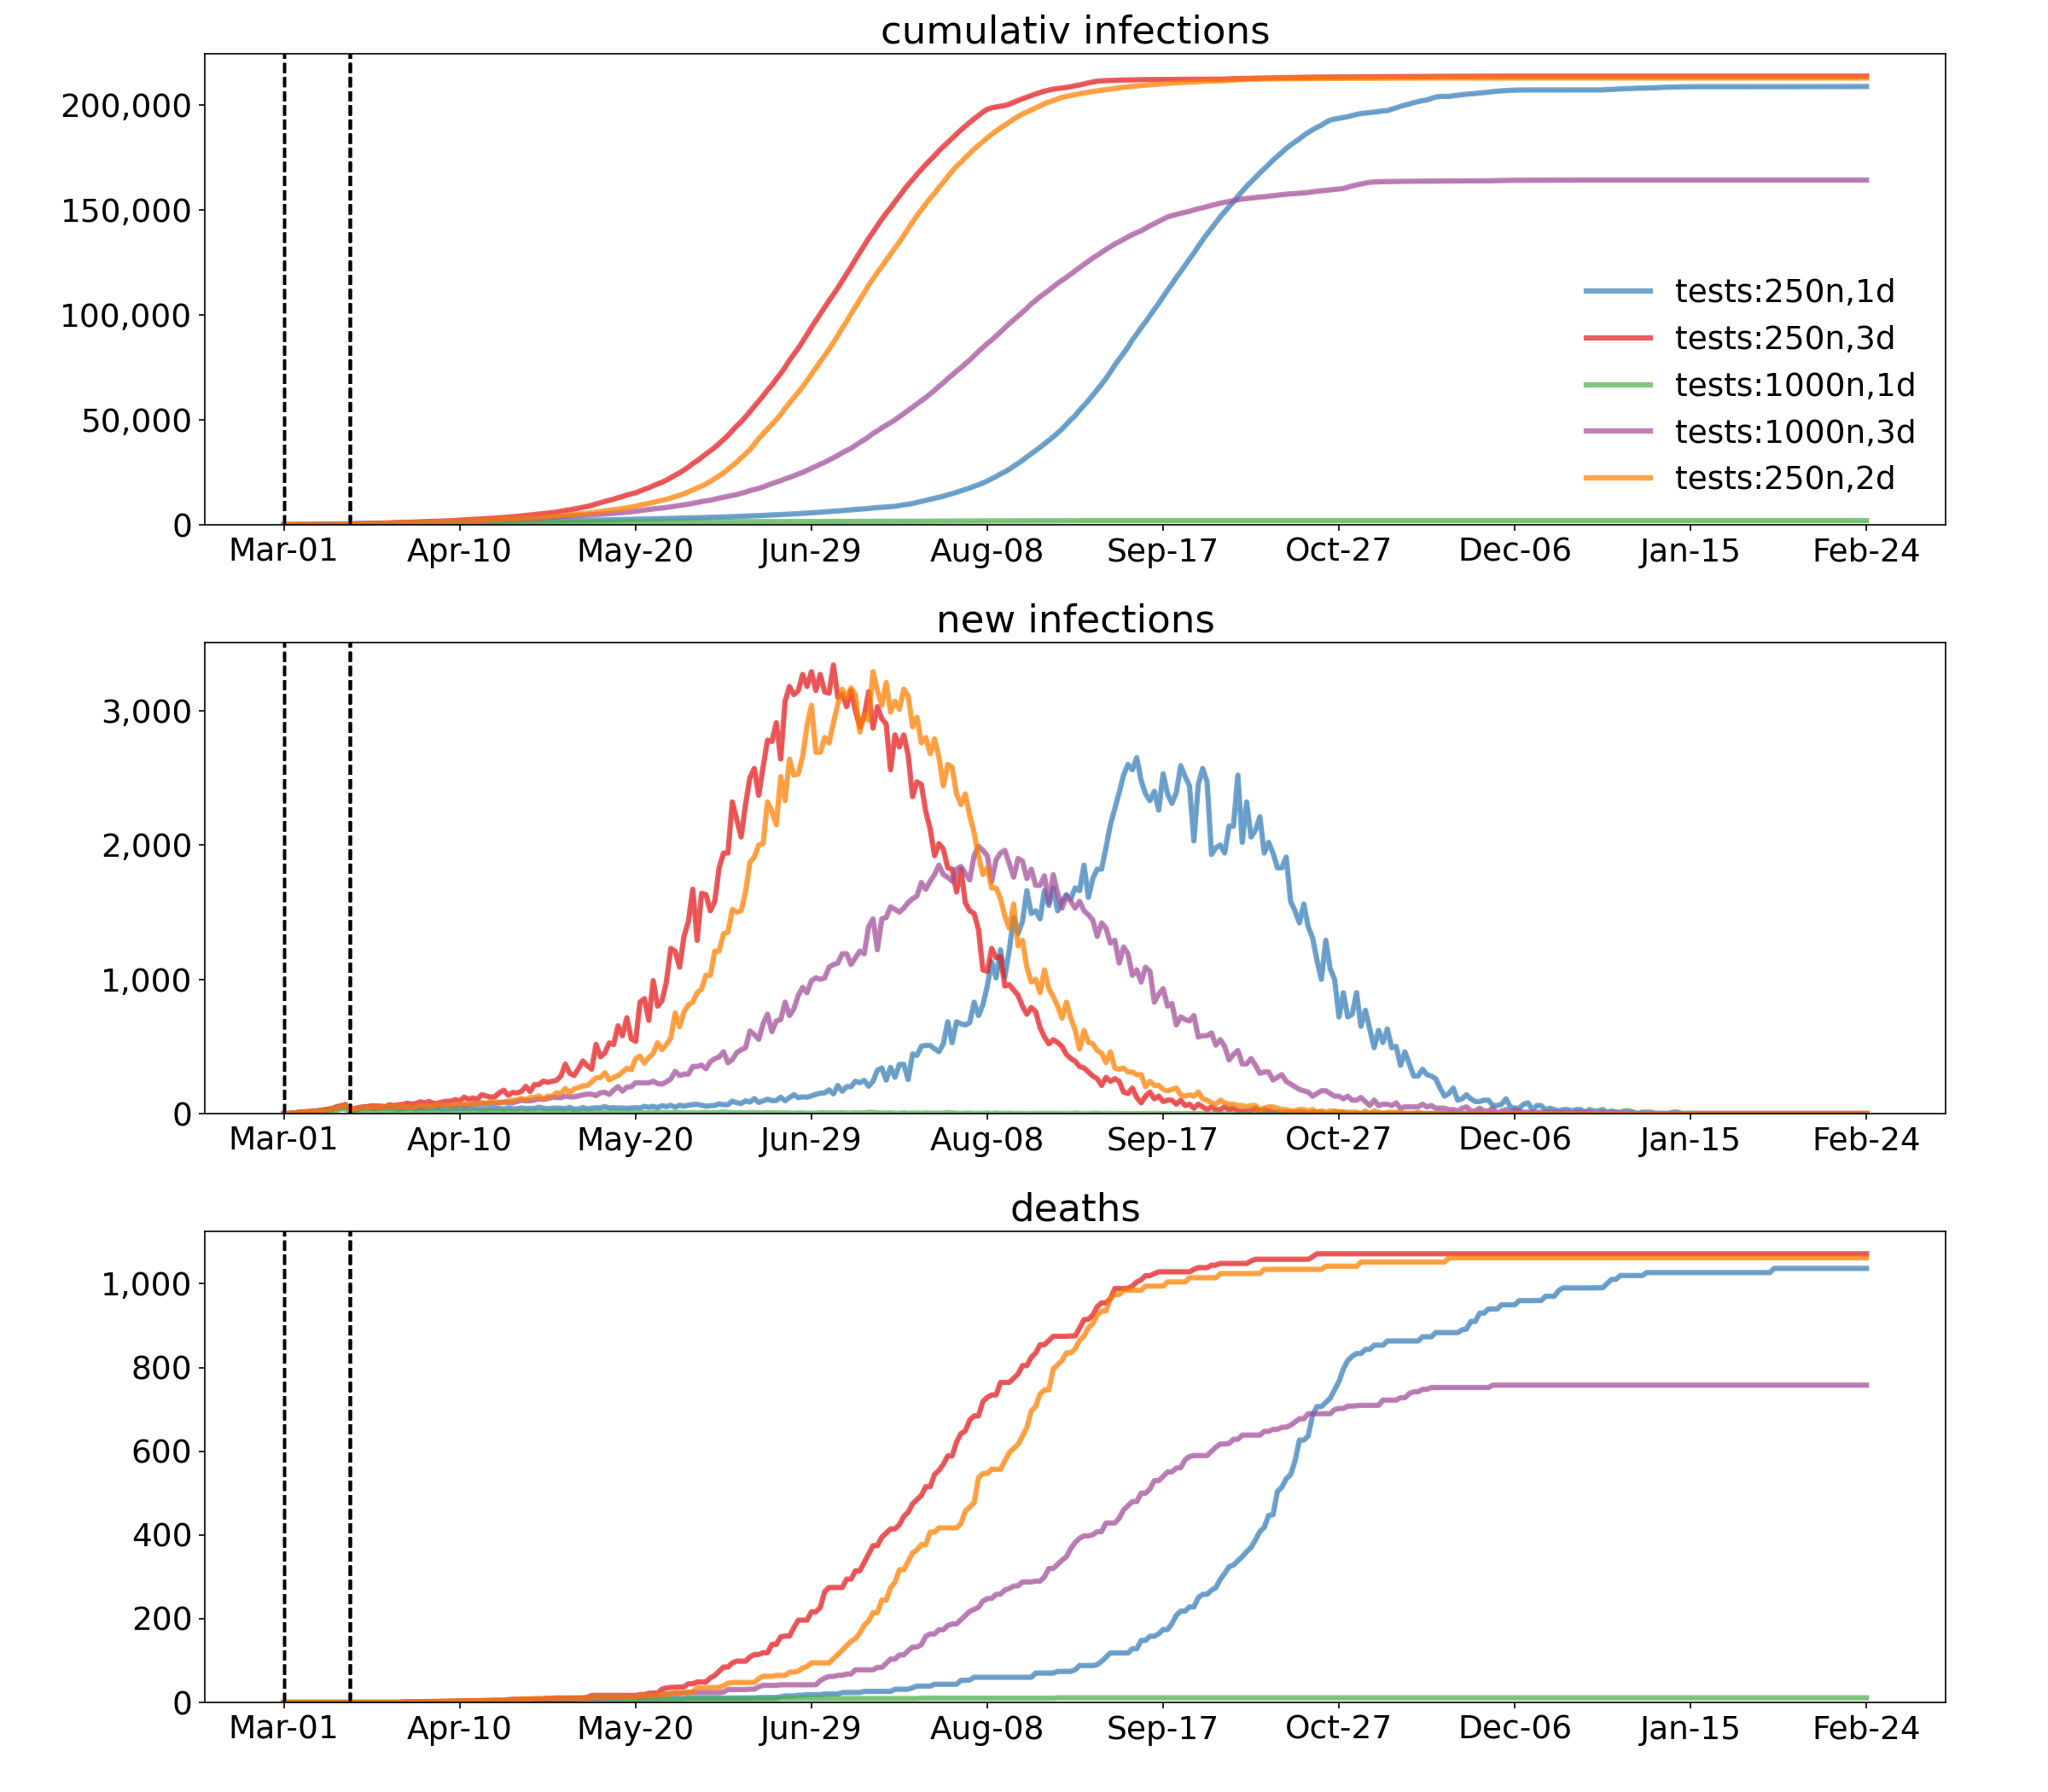 cumulativ infections
200,000
150,000
100,000
50,000
0
tests:250n,1d
tests:250n,3d
tests:1000n,1d
tests:1000n,3d
tests:250n,2d
Mar-01 Apr-10 May-20 Jun-29 Aug-08 Sep-17 Oct-27 Dec-06 Jan-15 Feb-24
new infections
3,000
2,000
1,000
0
Mar-01 Apr-10 May-20 Jun-29 Aug-08 Sep-17 Oct-27 Dec-06 Jan-15 Feb-24
deaths
1,000
800
600
400
200
0
Mar-01 Apr-10 May-20 Jun-29 Aug-08 Sep-17 Oct-27 Dec-06 Jan-15 Feb-24